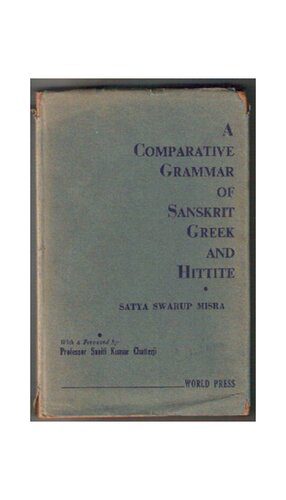 A
COMPARATIVE
GRAMMAR
OF
SANSKRIT
GREEK
AND
HITTITE
SATYA SWARUP MISRA
With a Foreword by
Professor Suniti Kumar Chatterji
WORLD PRESS